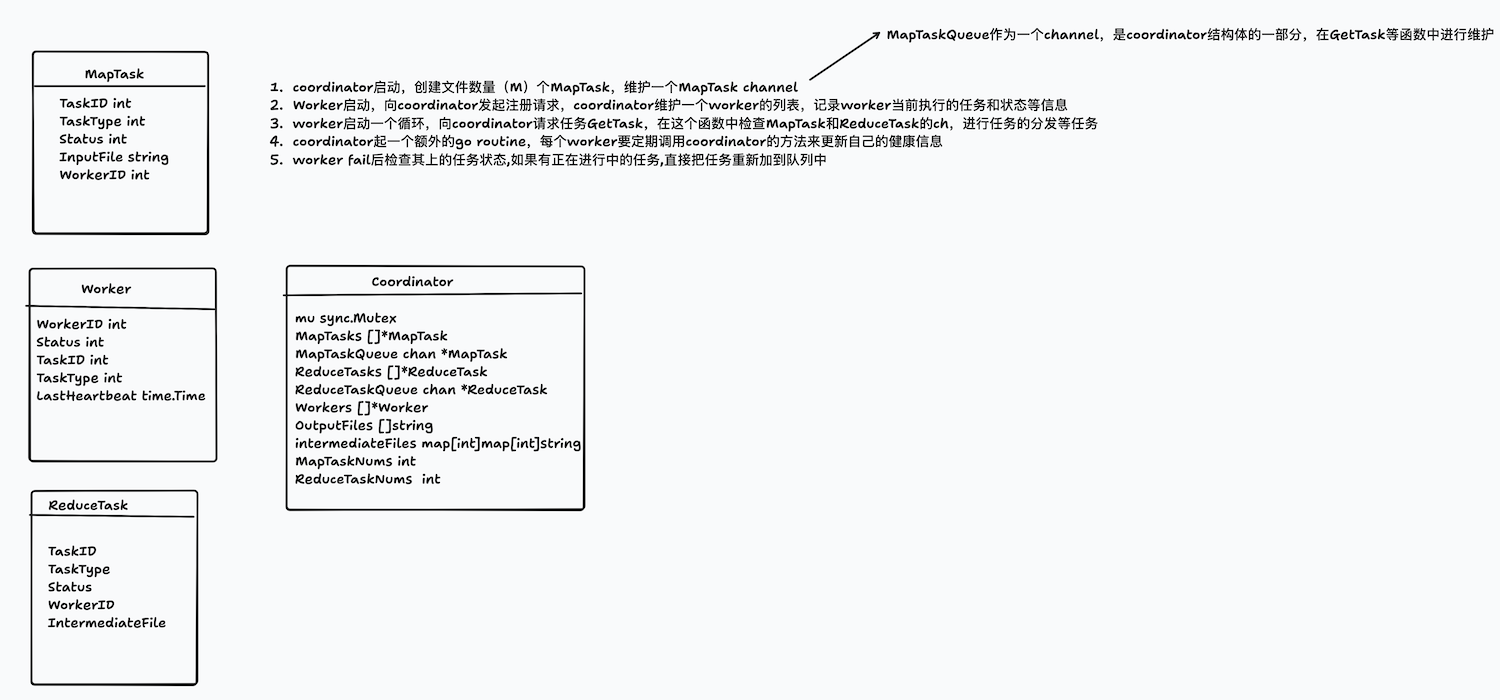 MapTaskQueue作为一个channel，是coordinator结构体的一部分，在GetTask等函数中进行维护
MapTask
TaskID int
TaskType int
Status int
InputFile string
WorkerID int
1. coordinator启动，创建文件数量（M）个MapTask，维护一个MapTask channel
2. Worker启动，向coordinator发起注册请求，coordinator维护一个worker的列表，记录worker当前执行的任务和状态等信息
3. worker启动一个循环，向coordinator请求任务GetTask，在这个函数中检查MapTask和ReduceTask的ch，进行任务的分发等任务
4. coordinator起一个额外的go routine，每个worker要定期调用coordinator的方法来更新自己的健康信息
5. worker fail后检查其上的任务状态,如果有正在进行中的任务,直接把任务重新加到队列中
Worker
WorkerID int
Status int
TaskID int
TaskType int
LastHeartbeat time.Time
Coordinator
mu sync.Mutex
MapTasks []*MapTask
MapTaskQueue chan *MapTask
ReduceTasks []*ReduceTask
ReduceTaskQueue chan *ReduceTask
Workers []*Worker
OutputFiles []string
intermediateFiles map[int]map[int]string
MapTaskNums int
ReduceTaskNums int
ReduceTask
TaskID
TaskType
Status
WorkerID
IntermediateFile